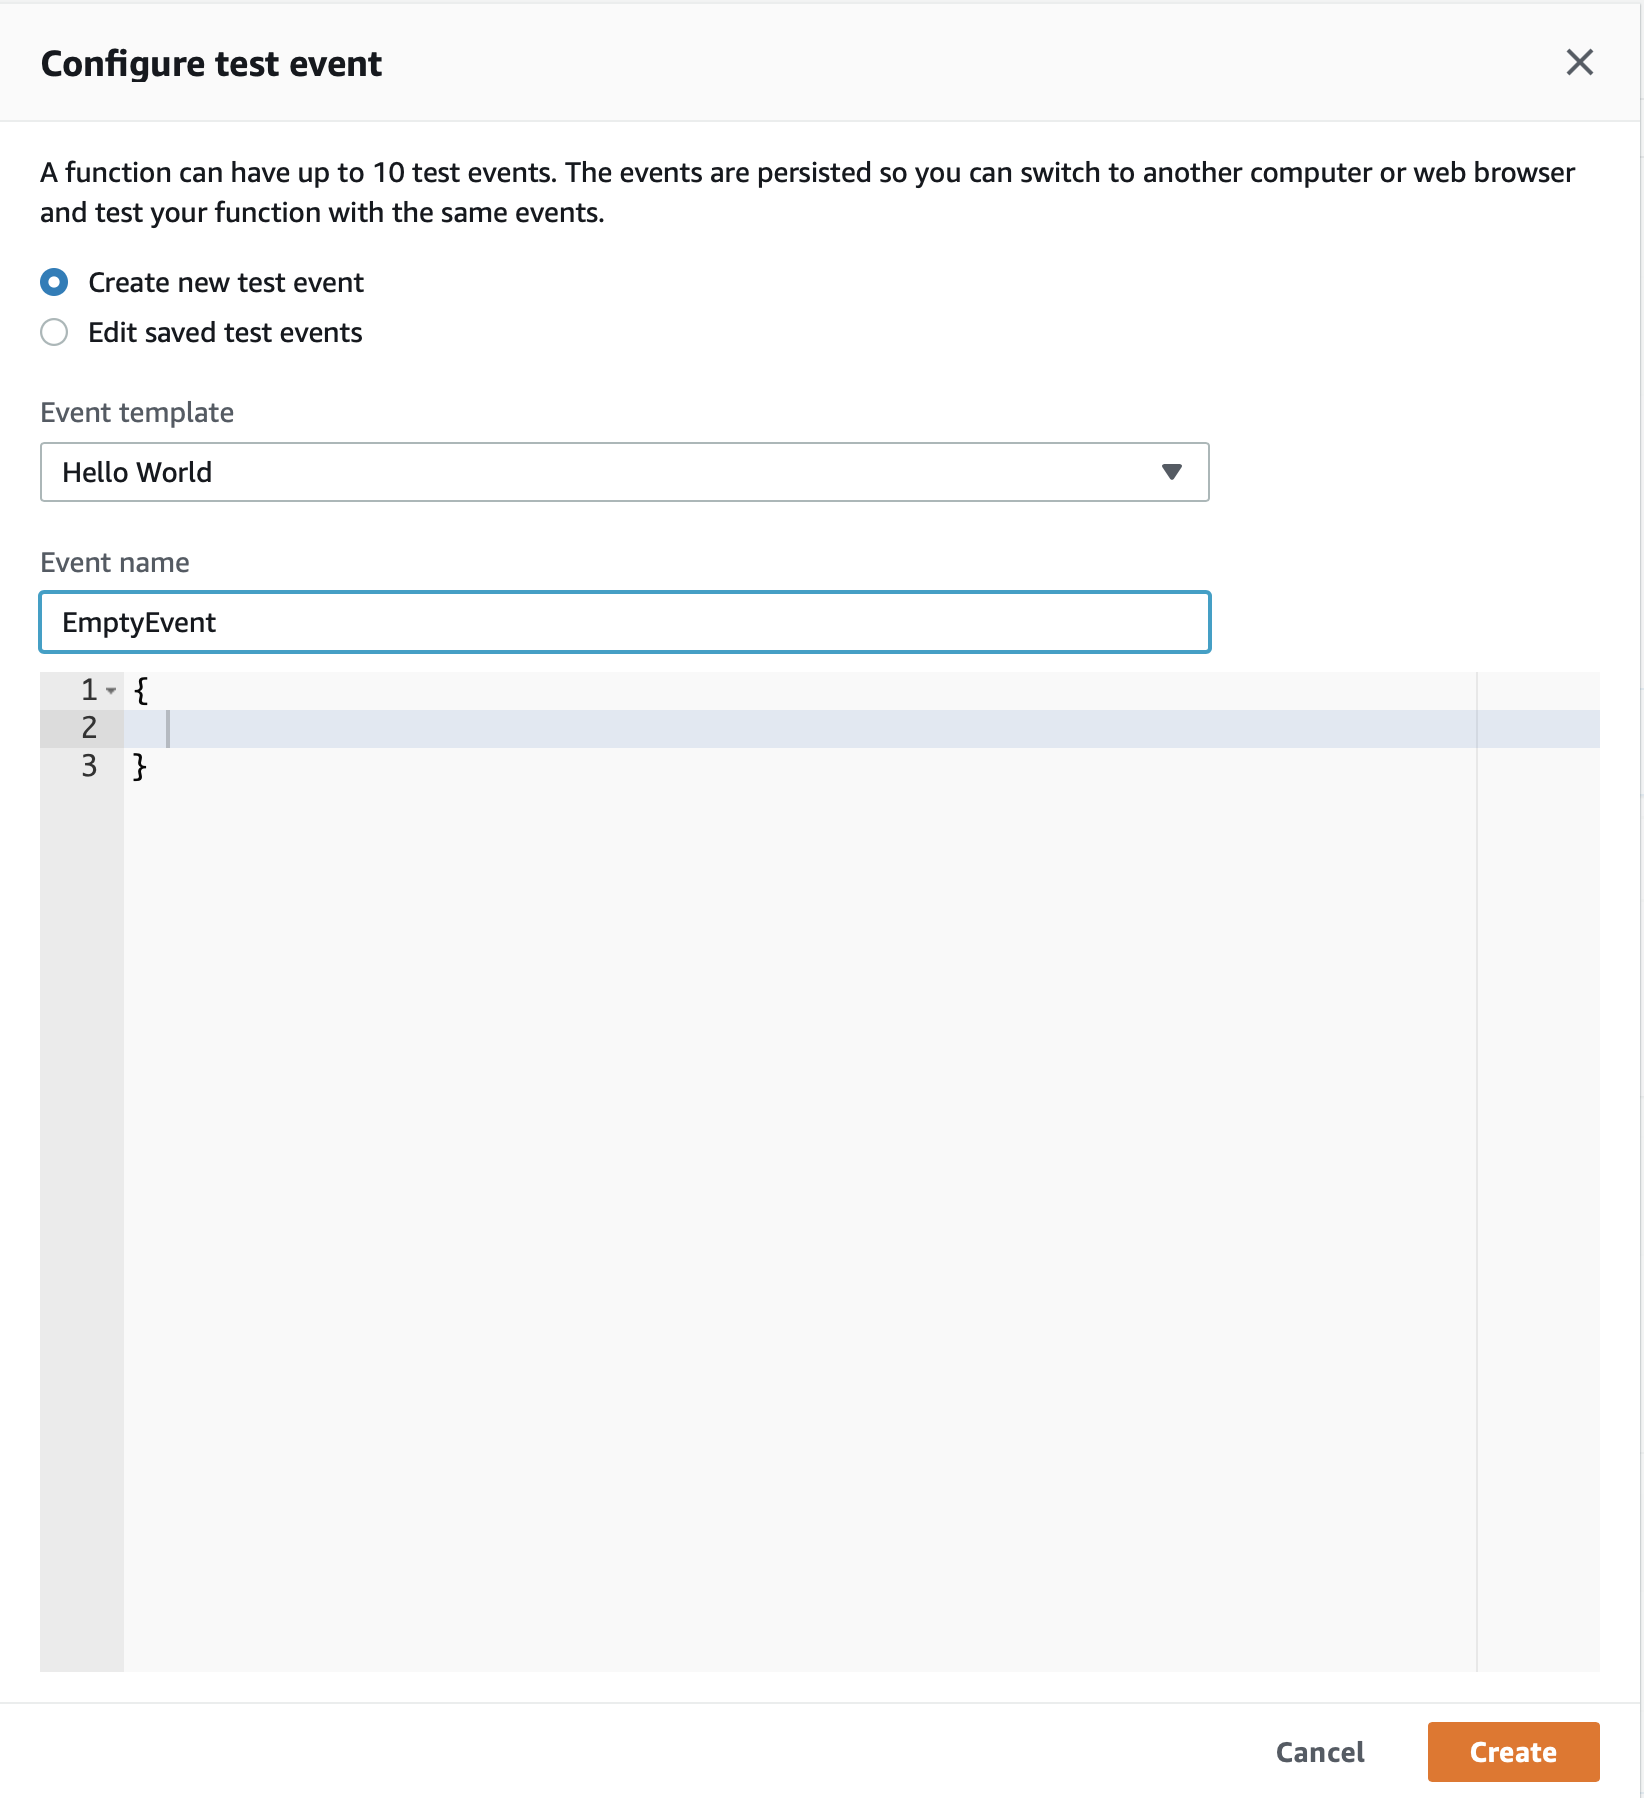 Configure test event
A function can have up to 10 test events. The events are persisted so you can switch to another computer or web browser
and test your function with the same events.
Create new test event
Edit saved test events
Event template
Hello World
Event name
EmptyEvent
1 {
2
3 }
Cancel
Create